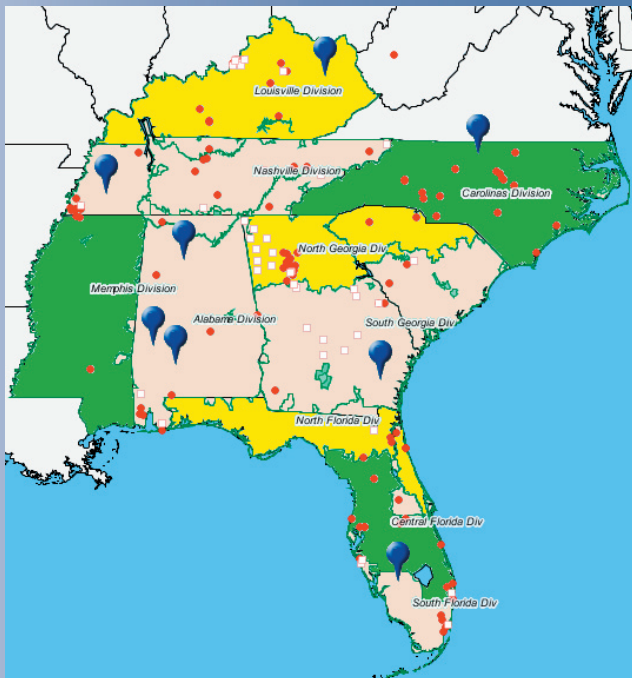 Louisville Division
Nashville Division
Carolinas Division
North Georgia Div
Memphis Division
Alabama Division
South Georgia Div
North Florida Div
Central Florida Div
South Florida Div